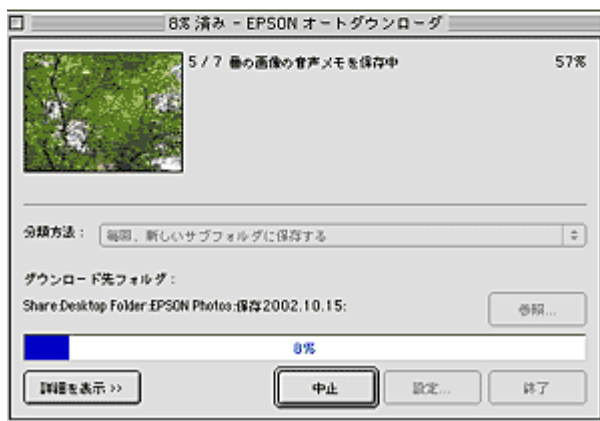 8% 済み - EPSON オートダウンローダ
5 / 7 番の画像の音声メモを保存中 57%
分類方法： 毎回、新しいサブフォルダに保存する
ダウンロード先フォルダ：
Share:Desktop Folder:EPSON Photos:保存2002.10.15:
参照...
8%
詳細を表示 >> 中止 設定... 終了